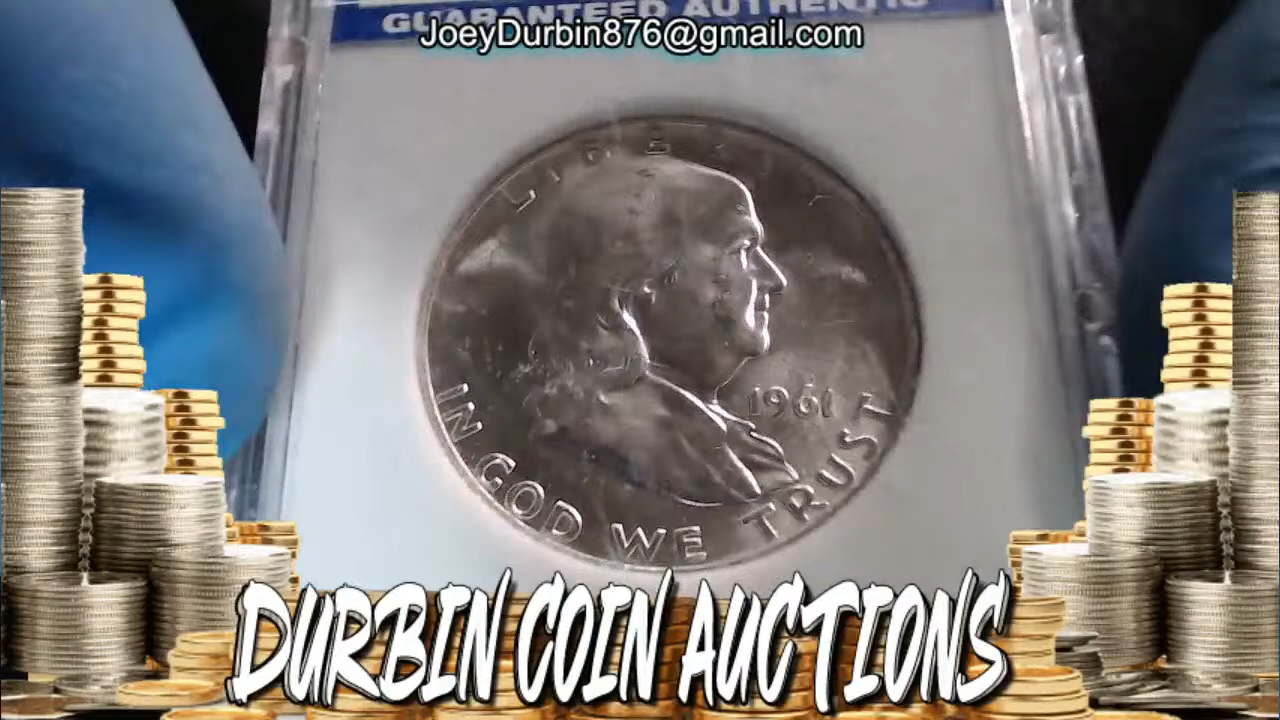 GUARANTEED AUTHENTIC
JoeyDurbin876@gmail.com
LIBERTY
1961
IN GOD WE TRUST
DURBIN COIN AUCTIONS